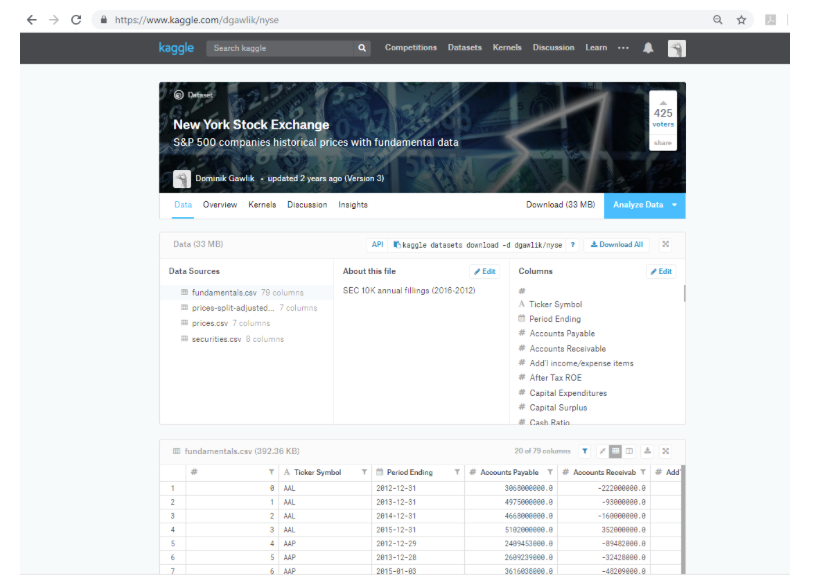 https://www.kaggle.com/dgawlik/nyse
kaggle Search kaggle Competitions Datasets Kernels Discussion Learn
Dataset
New York Stock Exchange
S&P 500 companies historical prices with fundamental data
425
voters
share
Dominik Gawlik • updated 2 years ago (Version 3)
Data Overview Kernels Discussion Insights Download (33 MB) Analyze Data
Data (33 MB) API kaggle datasets download -d dgawlik/nyse ? Download All
Data Sources
fundamentals.csv 79 columns
prices-split-adjusted... 7 columns
prices.csv 7 columns
securities.csv 8 columns
About this file Edit
SEC 10K annual fillings (2016-2012)
Columns Edit
#
A Ticker Symbol
Period Ending
# Accounts Payable
# Accounts Receivable
# Add'l income/expense items
# After Tax ROE
# Capital Expenditures
# Capital Surplus
# Cash Ratio
fundamentals.csv (392.36 KB) 20 of 79 columns
# A Ticker Symbol Period Ending # Accounts Payable # Accounts Receivab # Add'
1 0 AAL 2012-12-31 3068000000.0 -222000000.0
2 1 AAL 2013-12-31 4975000000.0 -93000000.0
3 2 AAL 2014-12-31 4668000000.0 -160000000.0
4 3 AAL 2015-12-31 5102000000.0 352000000.0
5 4 AAP 2012-12-29 2409453000.0 -89482000.0
6 5 AAP 2013-12-28 2609239000.0 -32428000.0
7 6 AAP 2015-01-03 3616038000.0 -48209000.0